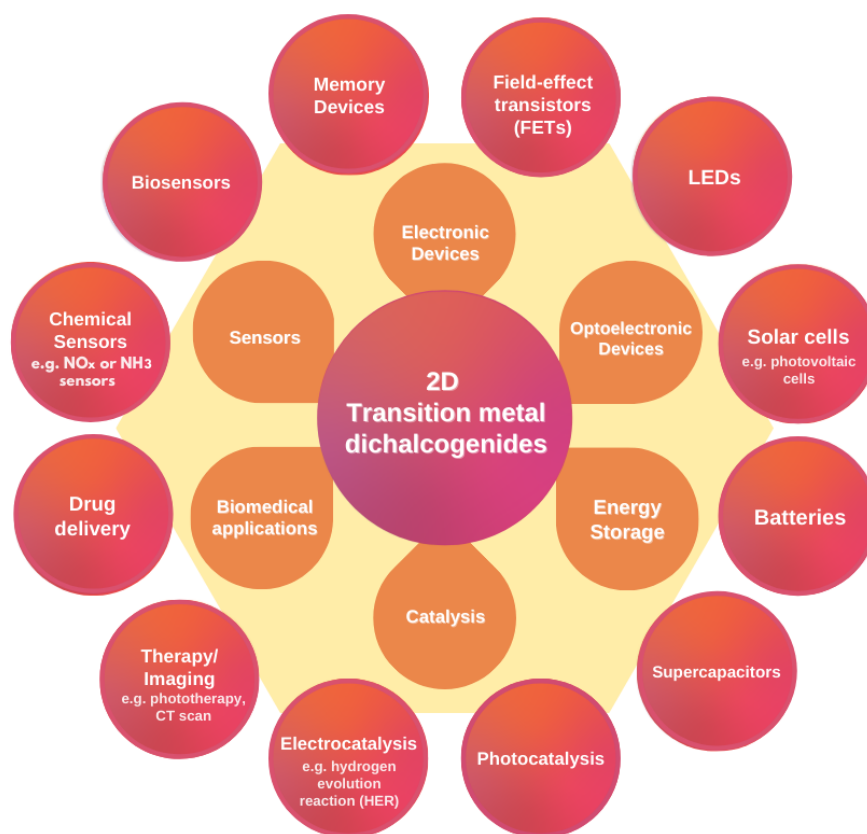 Memory
Devices
Field-effect
transistors
(FETs)
Biosensors
LEDs
Electronic
Devices
Chemical
Sensors
e.g. NOx or NH3
sensors
Sensors
Optoelectronic
Devices
Solar cells
e.g. photovoltaic
cells
2D
Transition metal
dichalcogenides
Drug
delivery
Biomedical
applications
Energy
Storage
Batteries
Catalysis
Therapy/
Imaging
e.g. phototherapy,
CT scan
Supercapacitors
Electrocatalysis
e.g. hydrogen
evolution
reaction (HER)
Photocatalysis